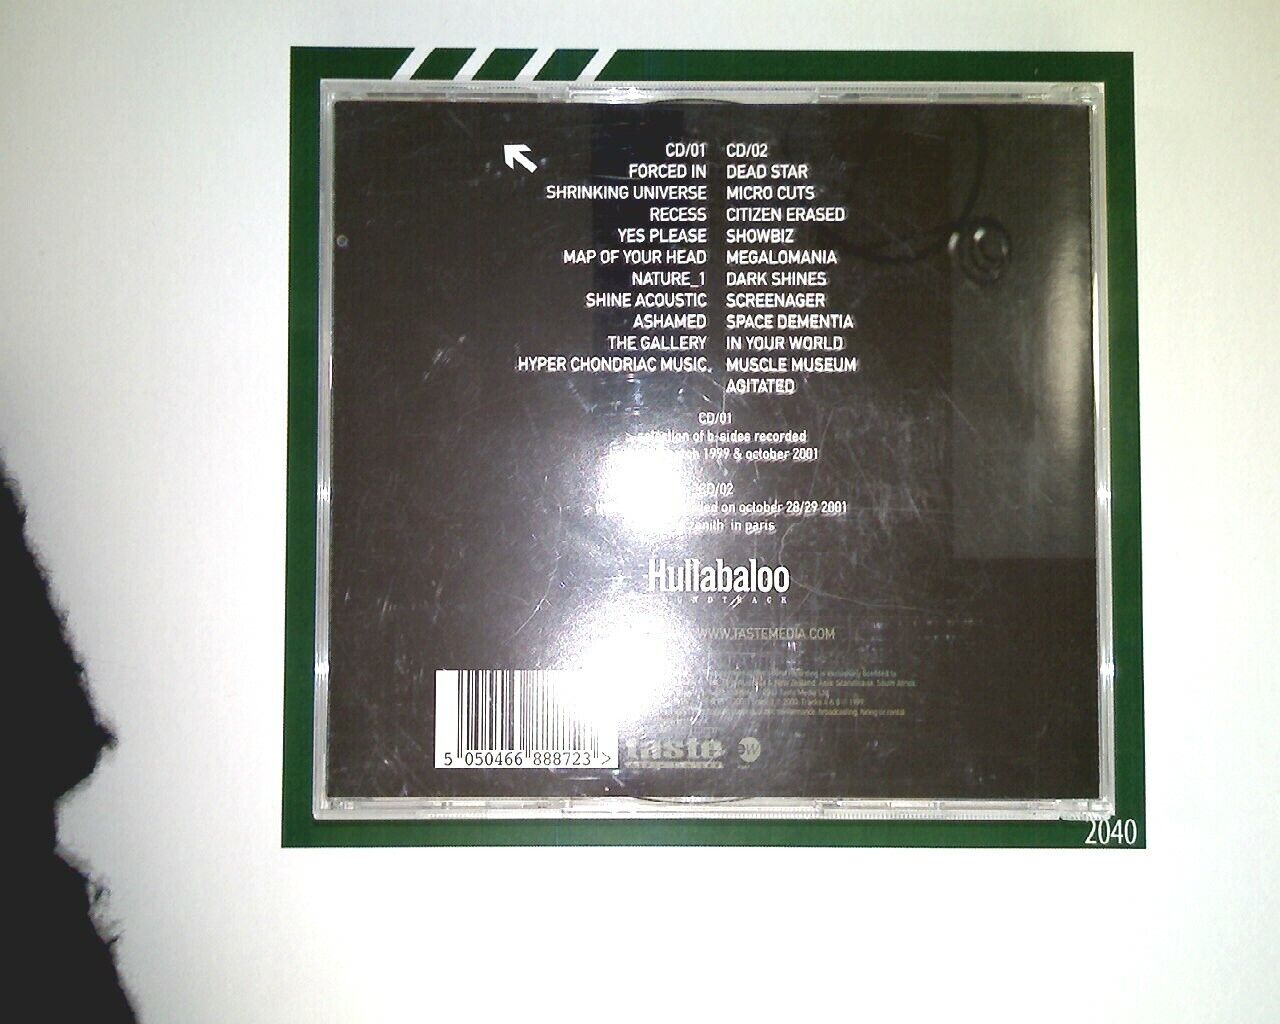 CD/01
FORCED IN
SHRINKING UNIVERSE
RECESS
YES PLEASE
MAP OF YOUR HEAD
NATURE_1
SHINE ACOUSTIC
ASHAMED
THE GALLERY
HYPER CHONDRIAC MUSIC.
CD/02
DEAD STAR
MICRO CUTS
CITIZEN ERASED
SHOWBIZ
MEGALOMANIA
DARK SHINES
SCREENAGER
SPACE DEMENTIA
IN YOUR WORLD
MUSCLE MUSEUM
AGITATED
CD/01
of b-sides recorded
1999 & october 2001
CD/02
on october 28/29 2001
in paris
Hullabaloo
WWW.TASTEMEDIA.COM
5 050466 888723 >
taste
2040